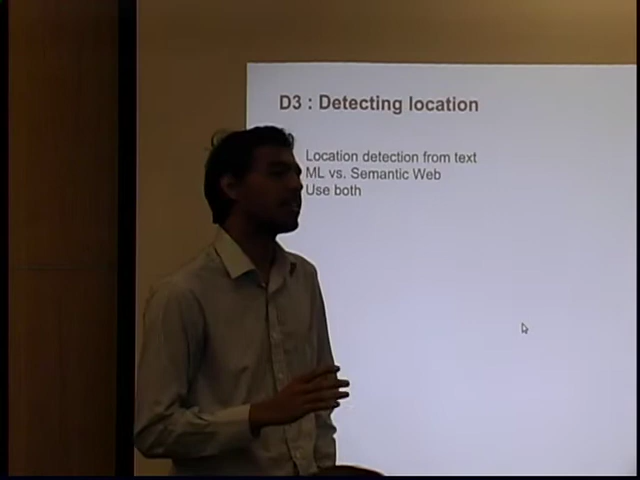 D3 : Detecting location
Location detection from text
ML vs. Semantic Web
Use both